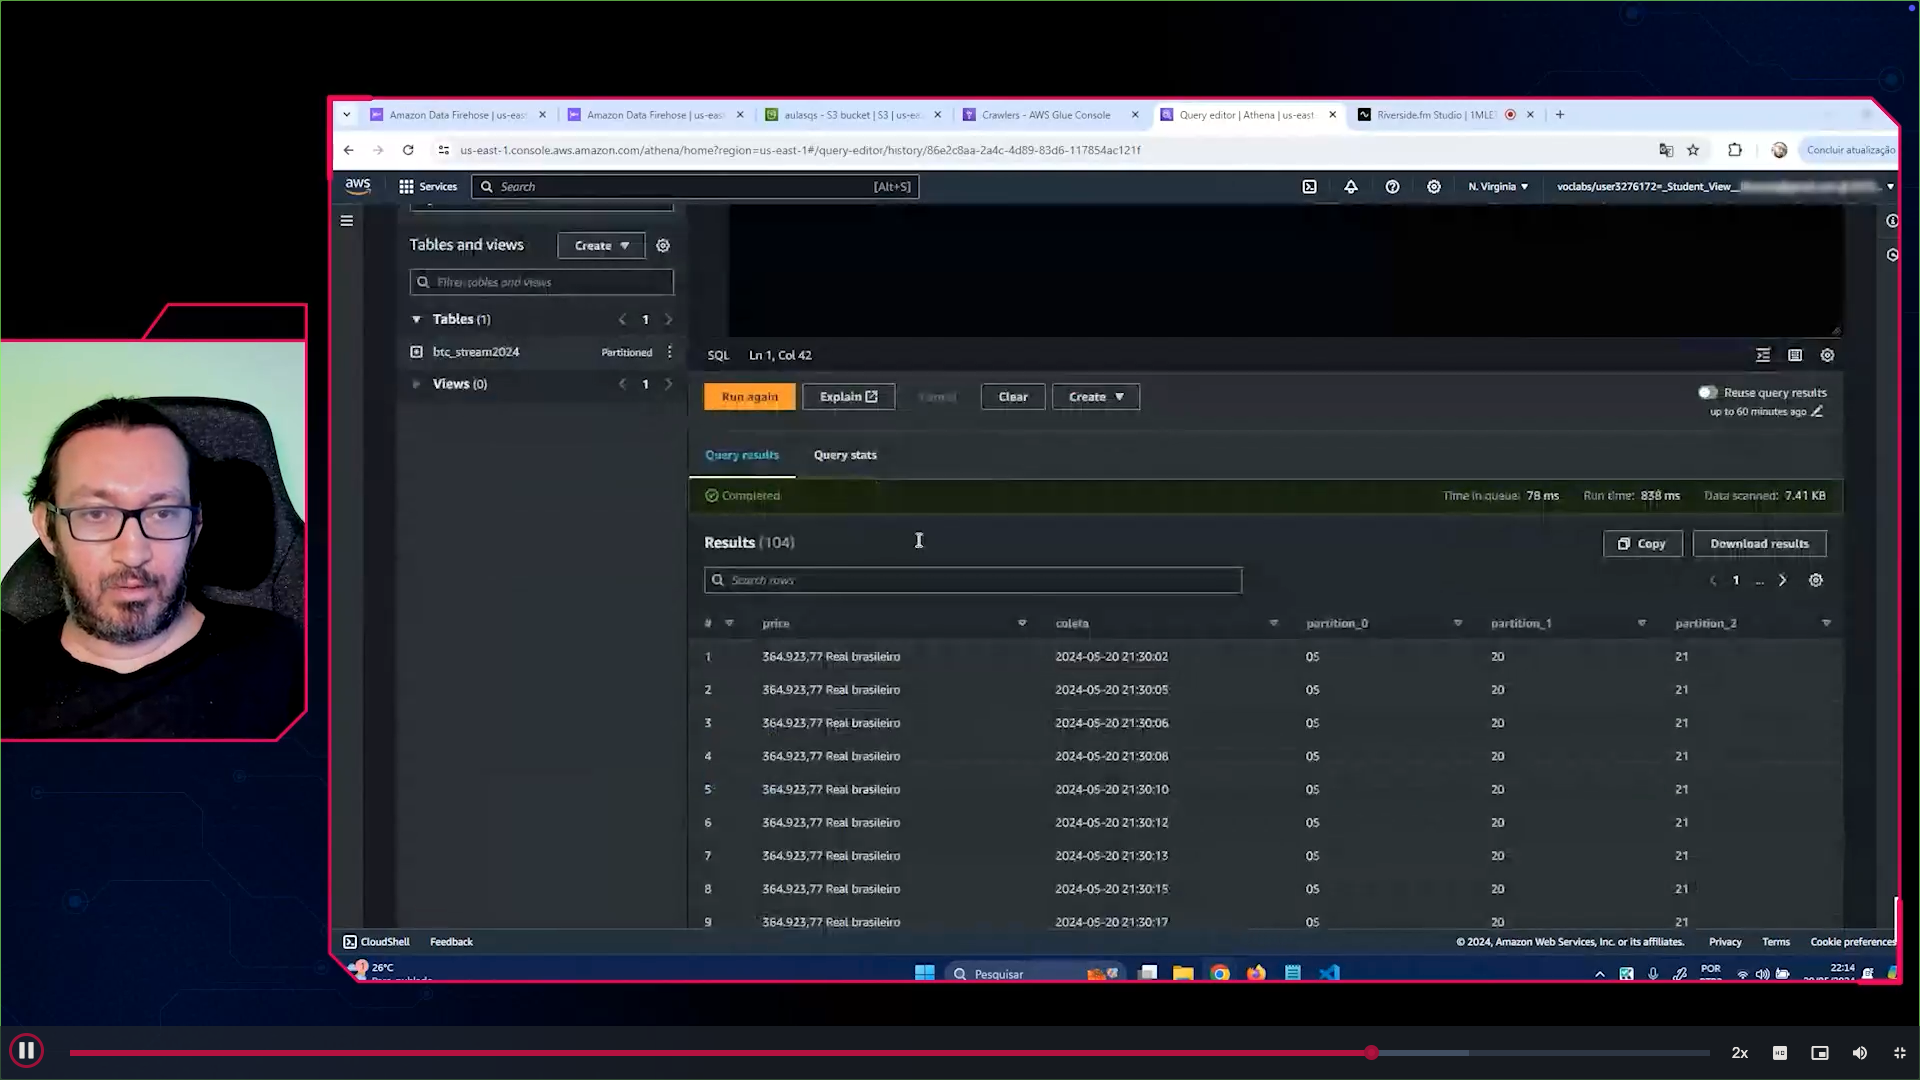 Amazon Data Firehose | us-eas
Amazon Data Firehose | us-eas
aulasqs - S3 bucket | S3 | us-ea
Crawlers - AWS Glue Console
Query editor | Athena | us-east
Riverside.fm Studio | 1MLE
us-east-1.console.aws.amazon.com/athena/home?region=us-east-1#/query-editor/history/86e2c8aa-2a4c-4d89-83d6-117854ac121f
Concluir atualização
aws
Services
Search
[Alt+S]
N. Virginia
voclabs/user3276172=_Student_View_
Tables and views
Create
Filter tables and views
Tables (1)
1
btc_stream2024
Partitioned
Views (0)
1
SQL
Ln 1, Col 42
Run again
Explain
Cancel
Clear
Create
Reuse query results
up to 60 minutes ago
Query results
Query stats
Completed
Time in queue: 78 ms
Run time: 838 ms
Data scanned: 7.41 KB
Results (104)
Copy
Download results
Search rows
1 ...
# price coleta partition_0 partition_1 partition_2
1 364.923,77 Real brasileiro 2024-05-20 21:30:02 05 20 21
2 364.923,77 Real brasileiro 2024-05-20 21:30:05 05 20 21
3 364.923,77 Real brasileiro 2024-05-20 21:30:06 05 20 21
4 364.923,77 Real brasileiro 2024-05-20 21:30:08 05 20 21
5 364.923,77 Real brasileiro 2024-05-20 21:30:10 05 20 21
6 364.923,77 Real brasileiro 2024-05-20 21:30:12 05 20 21
7 364.923,77 Real brasileiro 2024-05-20 21:30:13 05 20 21
8 364.923,77 Real brasileiro 2024-05-20 21:30:15 05 20 21
9 364.923,77 Real brasileiro 2024-05-20 21:30:17 05 20 21
CloudShell
Feedback
© 2024, Amazon Web Services, Inc. or its affiliates.
Privacy
Terms
Cookie preferences
26°C
Pesquisar
POR
22:14
2x
HD